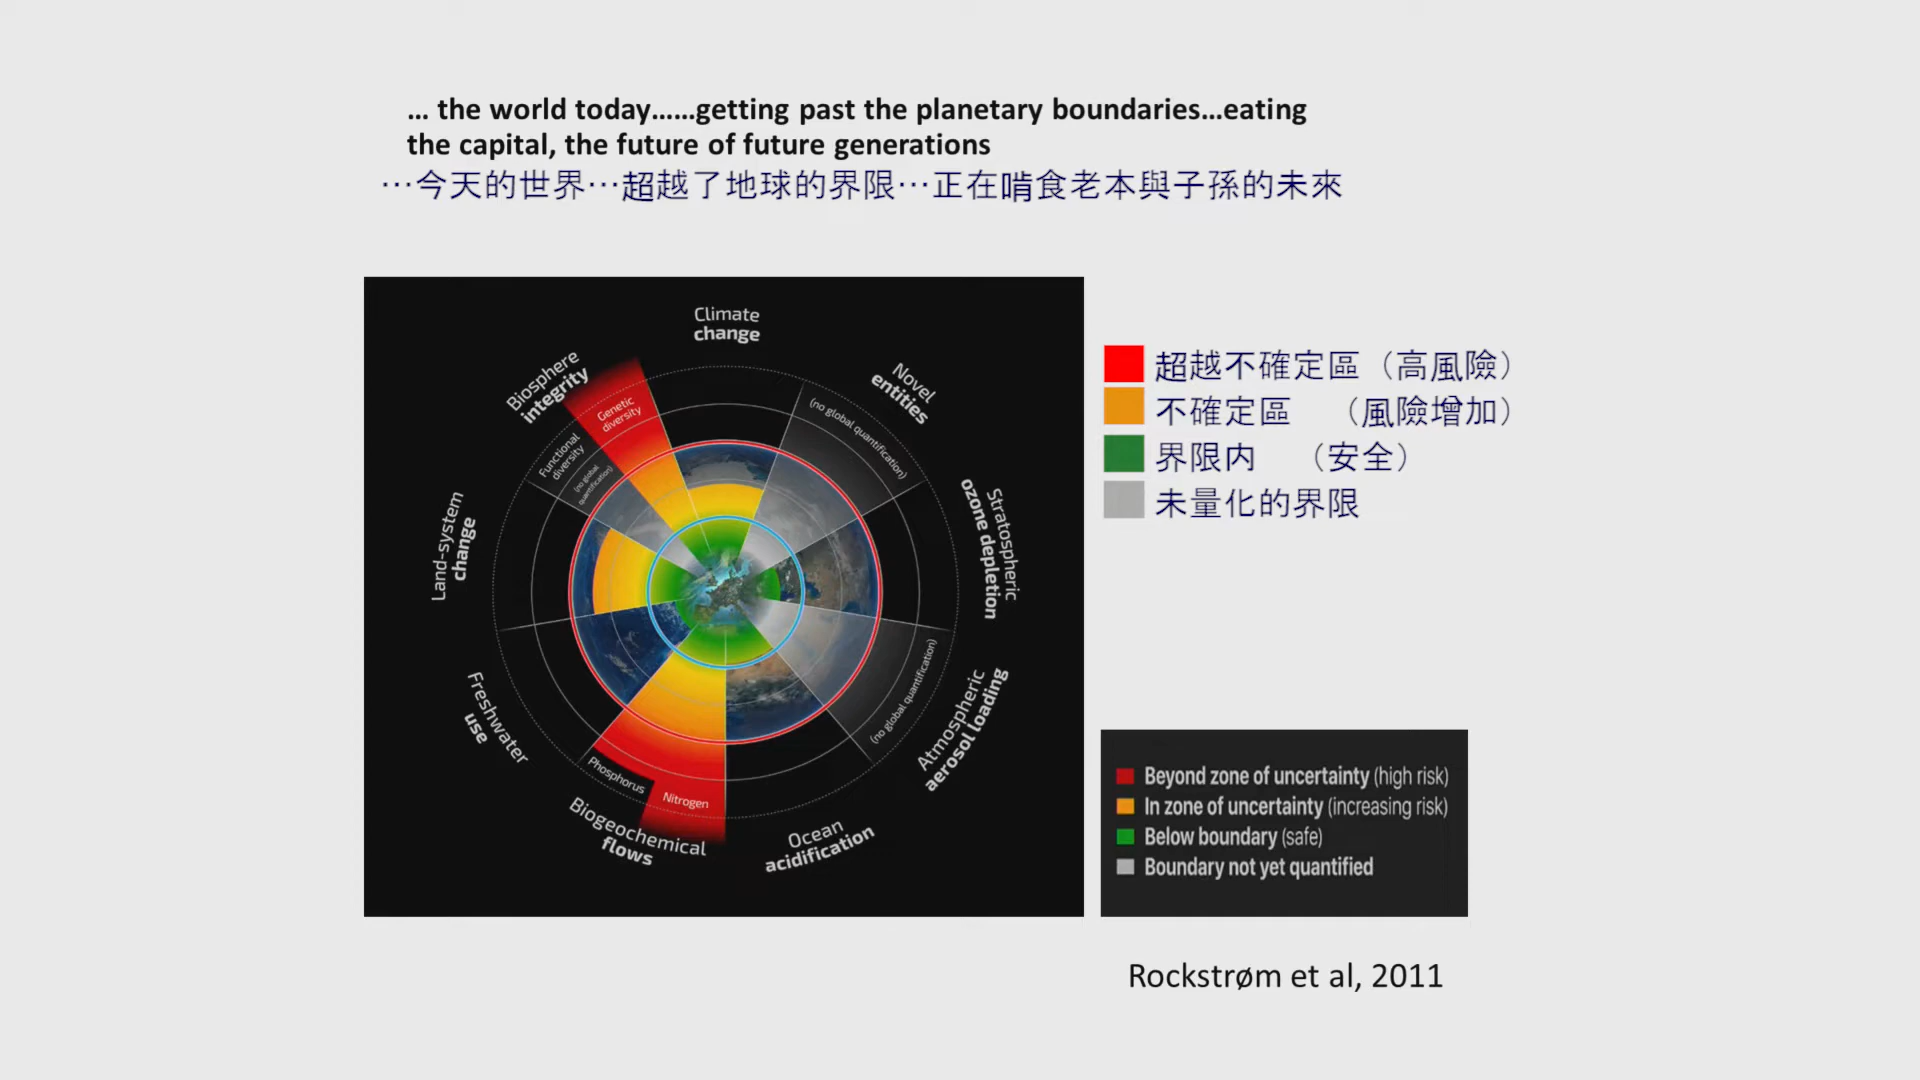 … the world today……getting past the planetary boundaries…eating
the capital, the future of future generations
…今天的世界…超越了地球的界限…正在啃食老本與子孫的未來
Climate
change
Novel
entities
(no global quantification)
Stratospheric
ozone depletion
Atmospheric
aerosol loading
(no global quantification)
Ocean
acidification
Biogeochemical
flows
Phosphorus
Nitrogen
Freshwater
use
Land-system
change
Biosphere
integrity
Genetic
diversity
Functional
diversity
(no global
quantification)
超越不確定區（高風險）
不確定區 （風險增加）
界限内 （安全）
未量化的界限
Beyond zone of uncertainty (high risk)
In zone of uncertainty (increasing risk)
Below boundary (safe)
Boundary not yet quantified
Rockstrøm et al, 2011